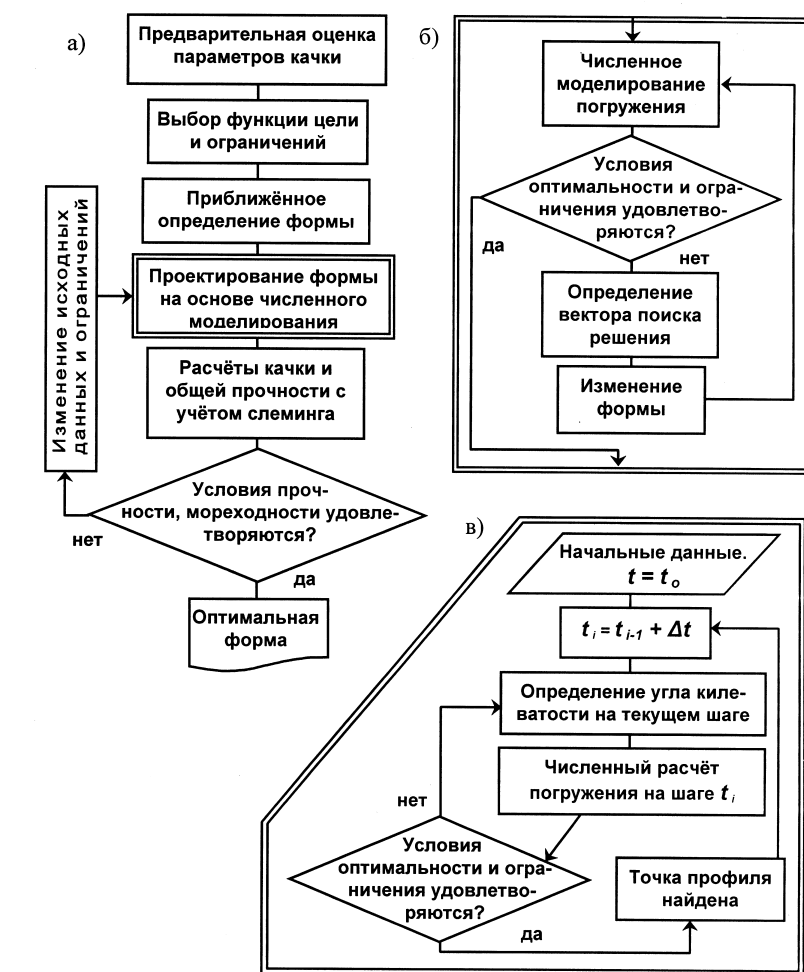 а)
Предварительная оценка
параметров качки
Выбор функции цели
и ограничений
Приближённое
определение формы
Проектирование формы
на основе численного
моделирования
Изменение исходных
данных и ограничений
Расчёты качки и
общей прочности с
учётом слеминга
Условия проч-
ности, мореходности удовле-
творяются?
нет
да
Оптимальная
форма
б)
Численное
моделирование
погружения
Условия
оптимальности и огра-
ничения удовлетво-
ряются?
да
нет
Определение
вектора поиска
решения
Изменение
формы
в)
Начальные данные.
t = t₀
tᵢ = tᵢ₋₁ + Δt
Определение угла киле-
ватости на текущем шаге
Численный расчёт
погружения на шаге tᵢ
нет
Условия
оптимальности и огра-
ничения удовлетво-
ряются?
да
Точка профиля
найдена